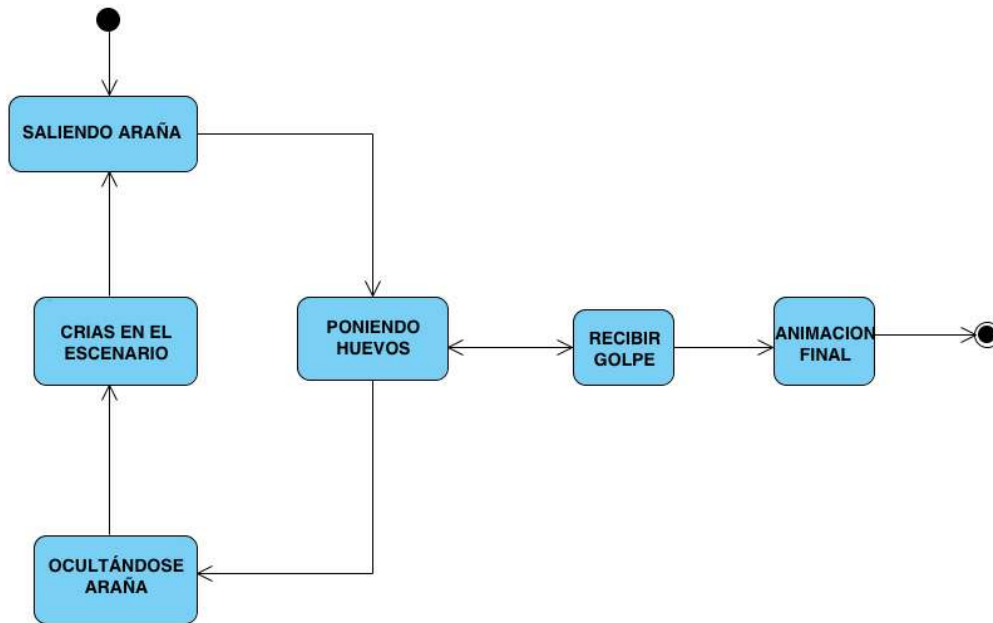 SALIENDO ARAÑA
CRIAS EN EL
ESCENARIO
PONIENDO
HUEVOS
RECIBIR
GOLPE
ANIMACION
FINAL
OCULTÁNDOSE
ARAÑA